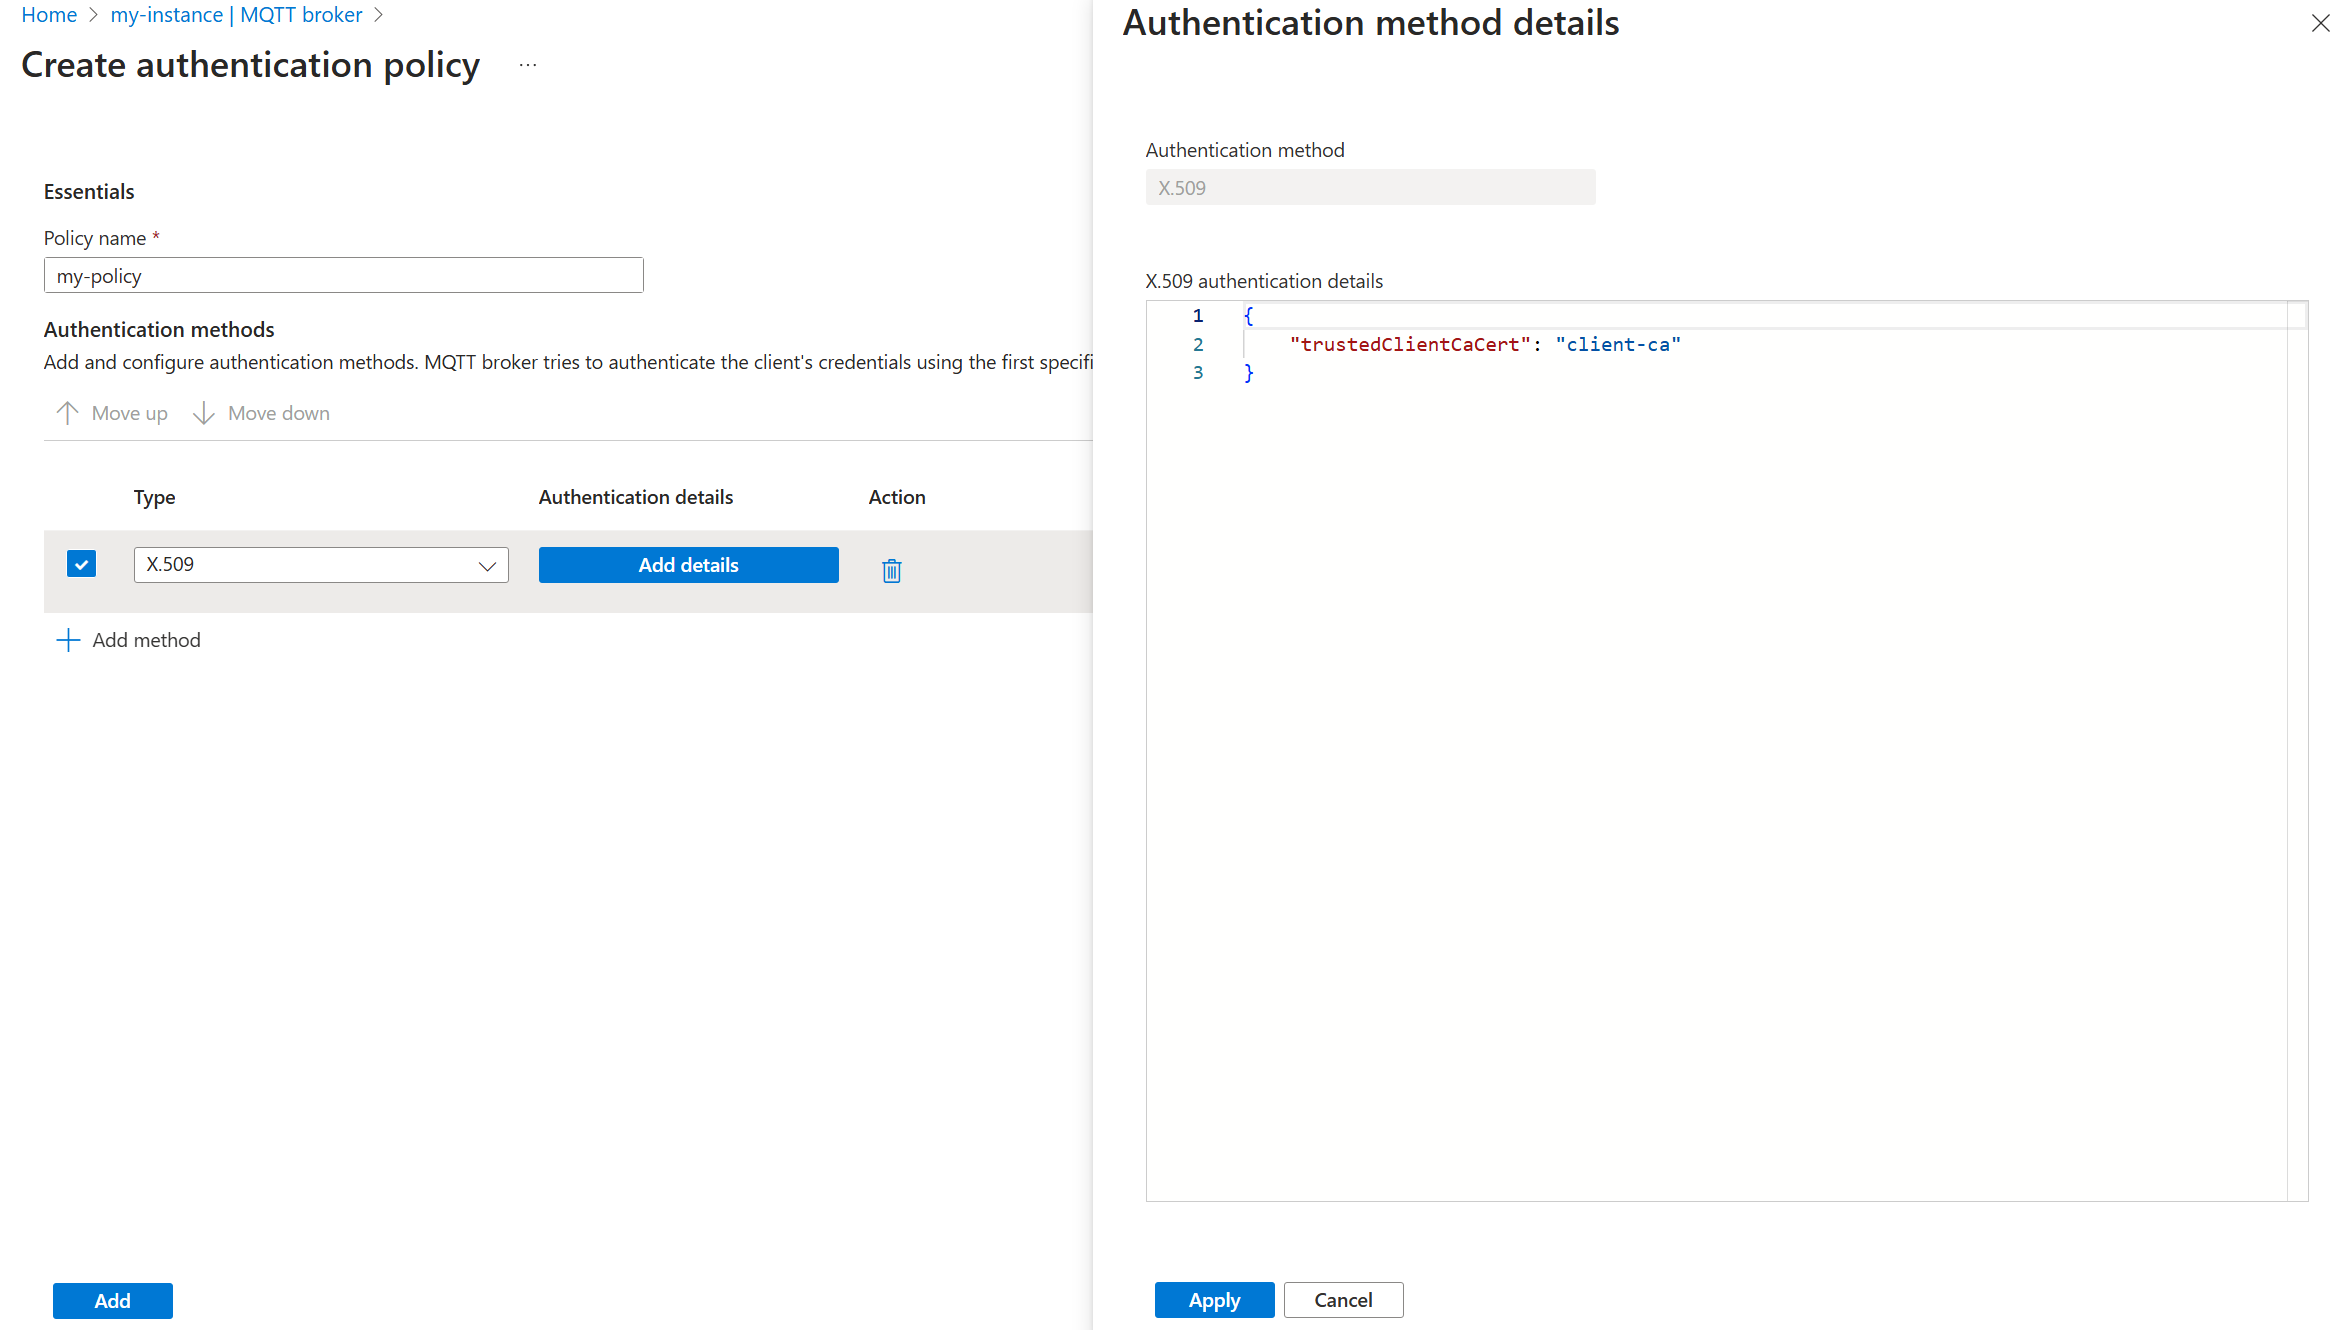 Home > my-instance | MQTT broker >
Create authentication policy ...
Essentials
Policy name *
my-policy
Authentication methods
Add and configure authentication methods. MQTT broker tries to authenticate the client's credentials using the first specifi
Move up Move down
Type Authentication details Action
X.509 Add details
Add method
Add
Authentication method details
Authentication method
X.509
X.509 authentication details
1 {
2 "trustedClientCaCert": "client-ca"
3 }
Apply Cancel